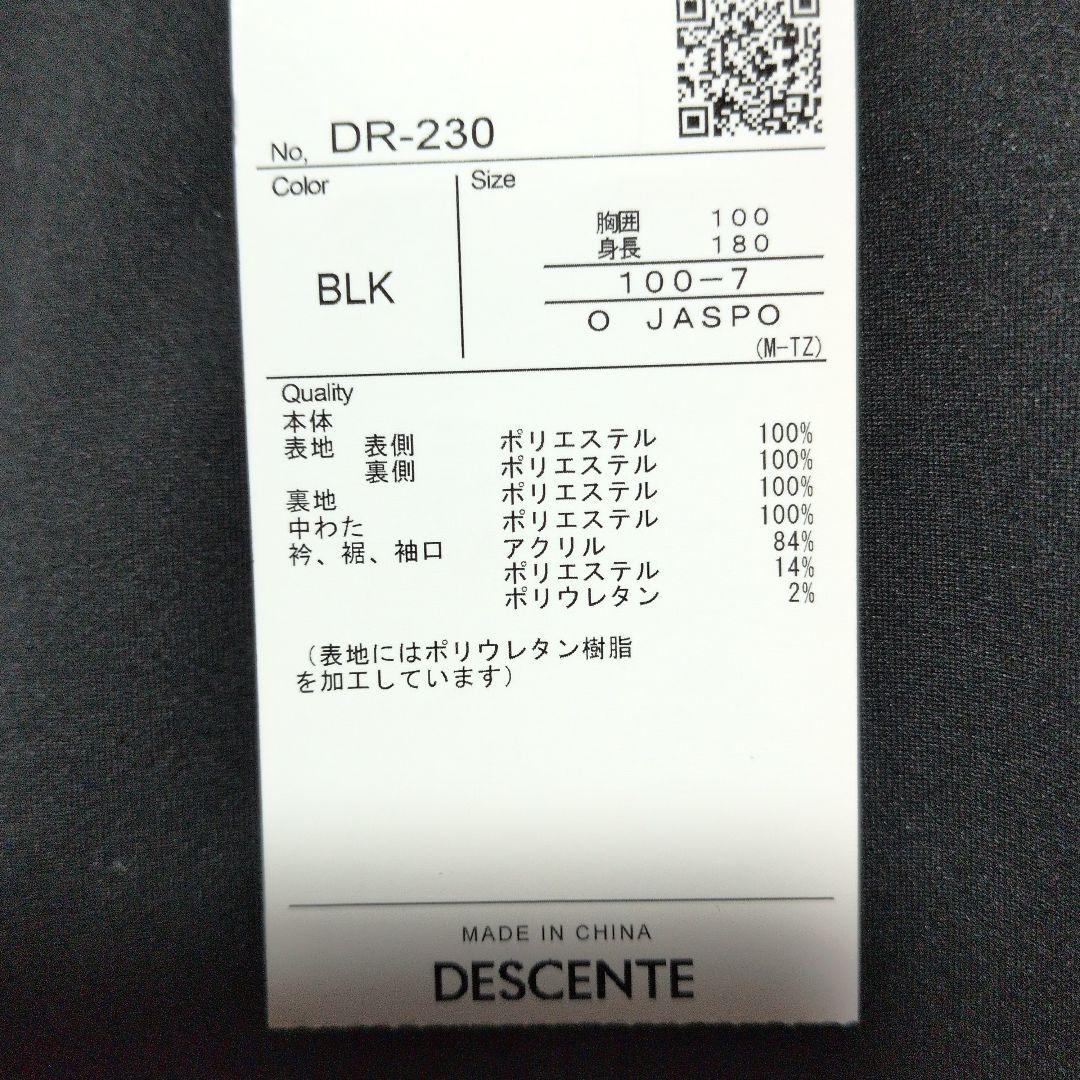 No, DR-230
Color
Size
胸囲 100
身長 180
BLK
100-7
O JASPO
(M-TZ)
Quality
本体
表地 表側 ポリエステル 100%
裏側 ポリエステル 100%
裏地 ポリエステル 100%
中わた ポリエステル 100%
衿、裾、袖口 アクリル 84%
ポリエステル 14%
ポリウレタン 2%
(表地にはポリウレタン樹脂
を加工しています)
MADE IN CHINA
DESCENTE